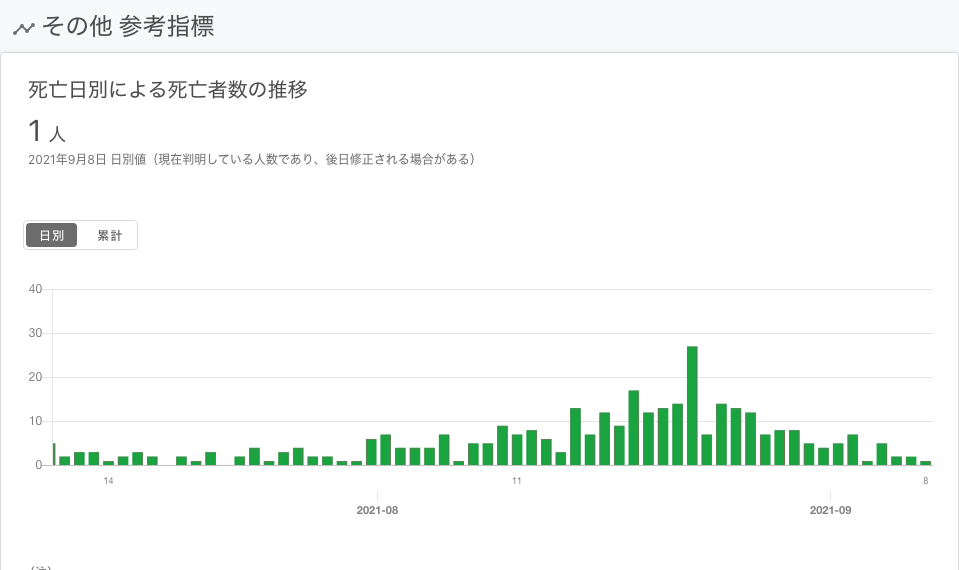 その他 参考指標
死亡日別による死亡者数の推移
1 人
2021年9月8日 日別値（現在判明している人数であり、後日修正される場合がある）
日別 累計
40
30
20
10
0
14 11 8
2021-08 2021-09